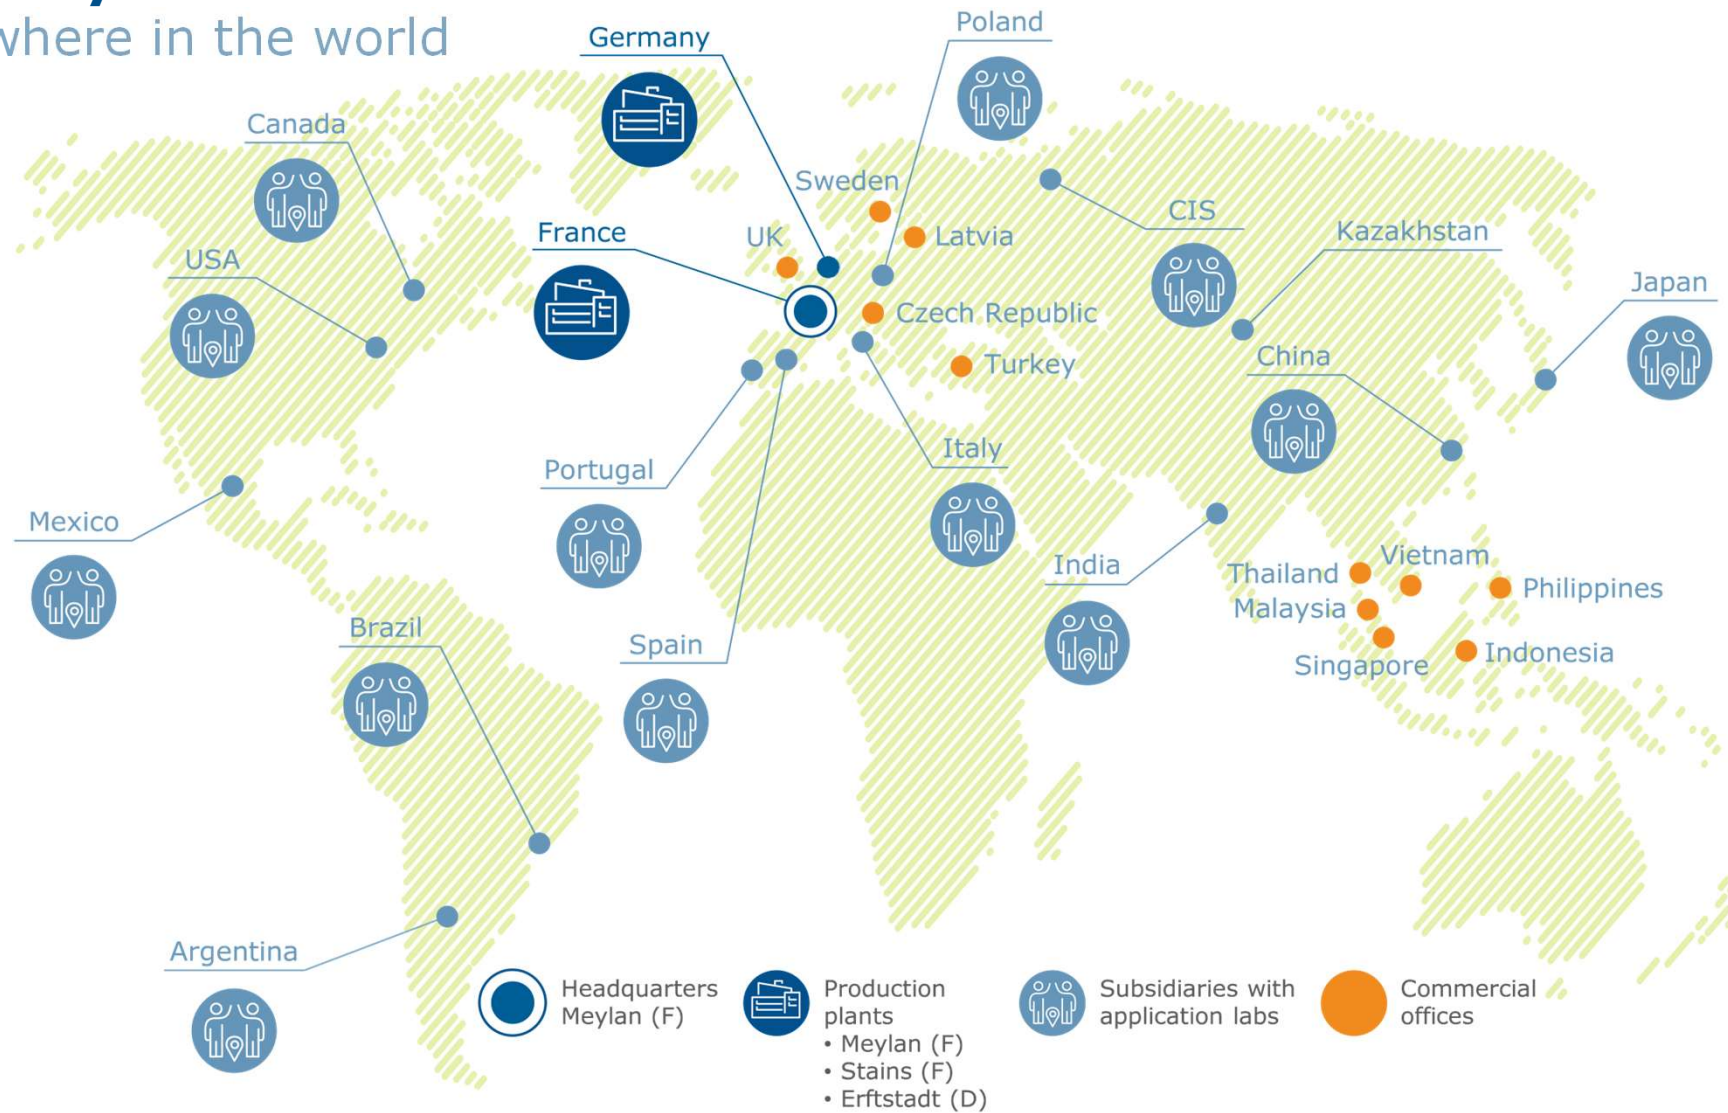 where in the world
Germany
Poland
Canada
Sweden
CIS
France
UK
Latvia
Kazakhstan
USA
Japan
Czech Republic
China
Turkey
Italy
Portugal
Mexico
Vietnam
India
Thailand
Philippines
Malaysia
Brazil
Spain
Indonesia
Singapore
Argentina
Headquarters
Meylan (F)
Production
plants
• Meylan (F)
• Stains (F)
• Erftstadt (D)
Subsidiaries with
application labs
Commercial
offices